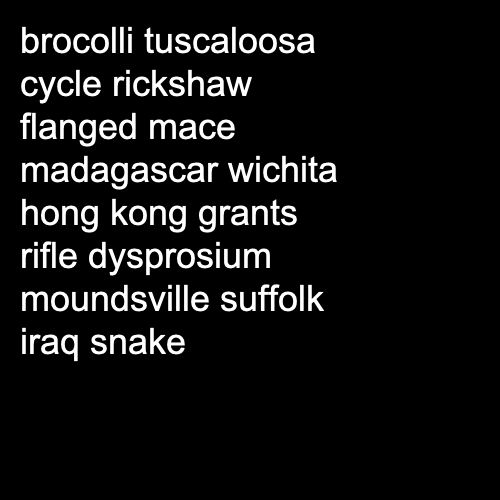 brocolli tuscaloosa
cycle rickshaw
flanged mace
madagascar wichita
hong kong grants
rifle dysprosium
moundsville suffolk
iraq snake